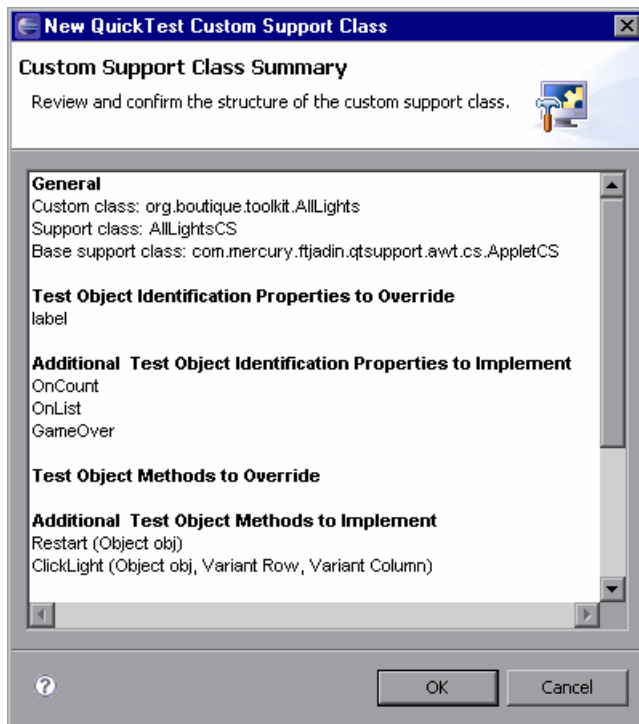 New QuickTest Custom Support Class
Custom Support Class Summary
Review and confirm the structure of the custom support class.
General
Custom class: org.boutique.toolkit.AllLights
Support class: AllLightsCS
Base support class: com.mercury.ftjadin.qtsupport.awt.cs.AppletCS
Test Object Identification Properties to Override
label
Additional Test Object Identification Properties to Implement
OnCount
OnList
GameOver
Test Object Methods to Override
Additional Test Object Methods to Implement
Restart (Object obj)
ClickLight (Object obj, Variant Row, Variant Column)
?
OK
Cancel